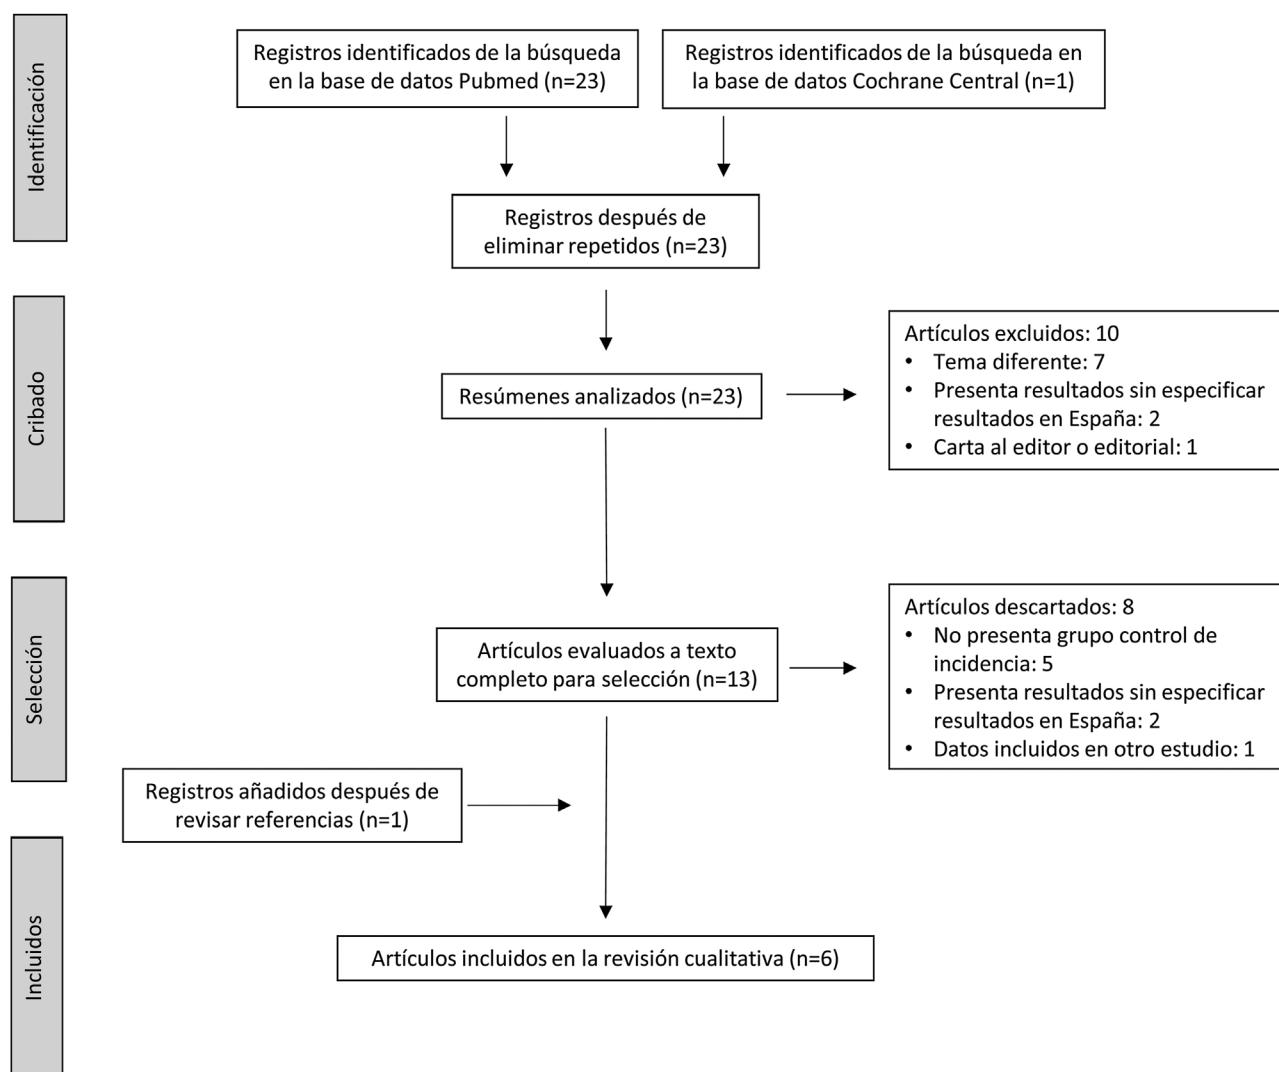 Identificación
Registros identificados de la búsqueda
en la base de datos Pubmed (n=23)
Registros identificados de la búsqueda en
la base de datos Cochrane Central (n=1)
Registros después de
eliminar repetidos (n=23)
Cribado
Resúmenes analizados (n=23)
Artículos excluidos: 10
• Tema diferente: 7
• Presenta resultados sin especificar
resultados en España: 2
• Carta al editor o editorial: 1
Selección
Artículos evaluados a texto
completo para selección (n=13)
Artículos descartados: 8
• No presenta grupo control de
incidencia: 5
• Presenta resultados sin especificar
resultados en España: 2
• Datos incluidos en otro estudio: 1
Registros añadidos después de
revisar referencias (n=1)
Incluidos
Artículos incluidos en la revisión cualitativa (n=6)